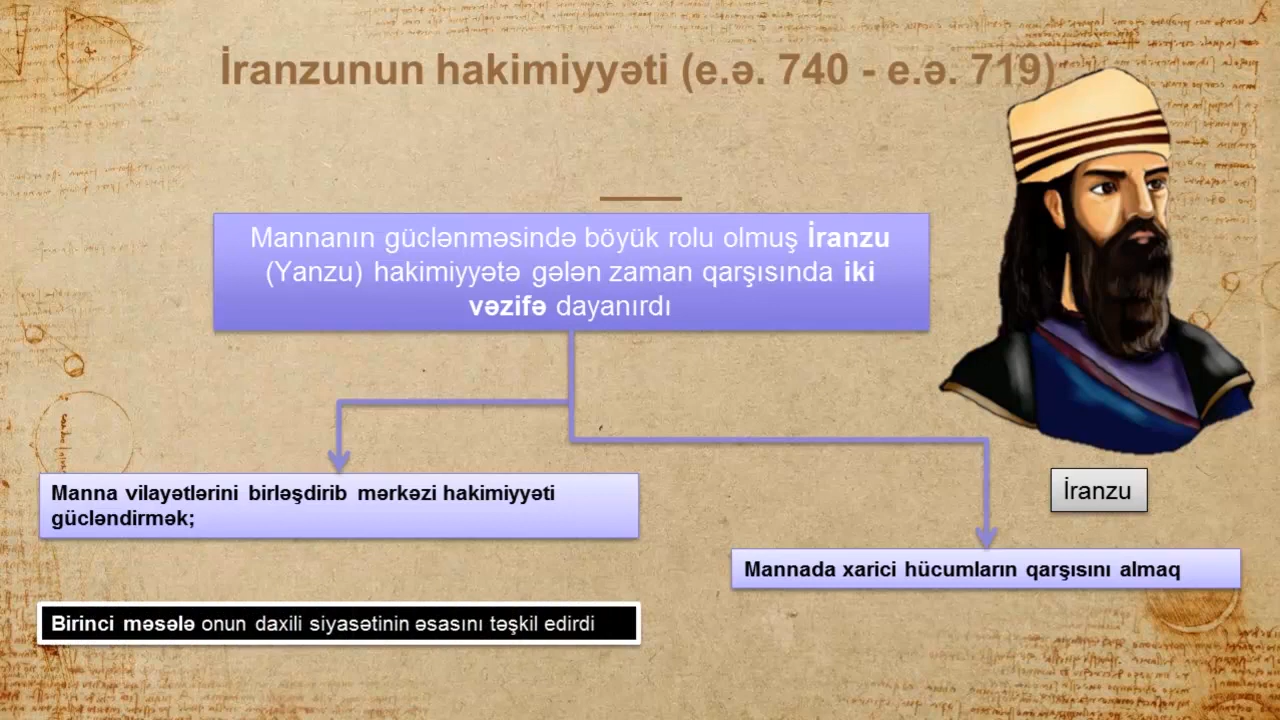 İranzunun hakimiyyəti (e.ə. 740 - e.ə. 719)
Mannanın güclənməsində böyük rolu olmuş İranzu
(Yanzu) hakimiyyətə gələn zaman qarşısında iki
vəzifə dayanırdı
Manna vilayətlərini birləşdirib mərkəzi hakimiyyəti
gücləndirmək;
İranzu
Mannada xarici hücumların qarşısını almaq
Birinci məsələ onun daxili siyasətinin əsasını təşkil edirdi